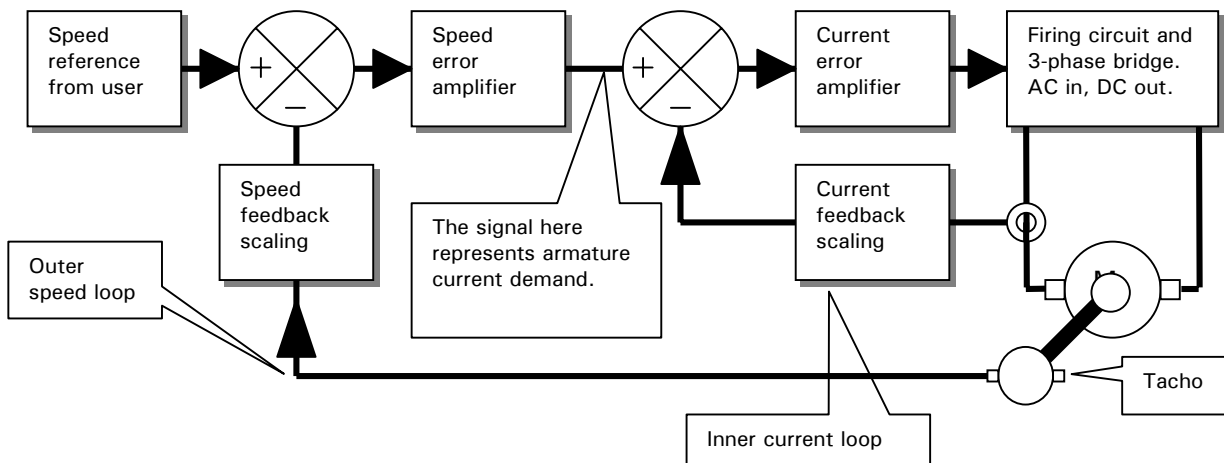 Speed
reference
from user
+
−
Speed
error
amplifier
+
−
Current
error
amplifier
Firing circuit and
3-phase bridge.
AC in, DC out.
Speed
feedback
scaling
The signal here
represents armature
current demand.
Current
feedback
scaling
Outer
speed loop
Tacho
Inner current loop